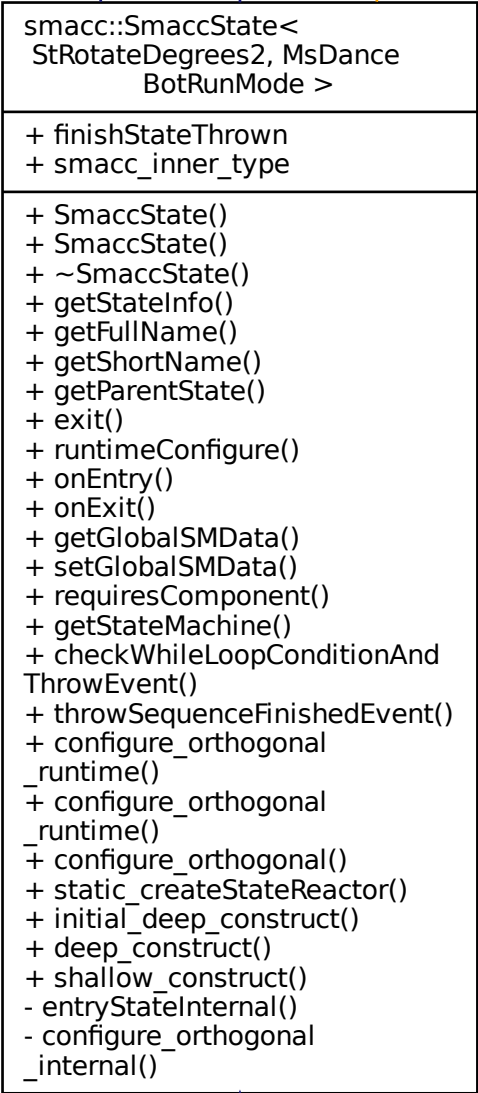 smacc::SmaccState<
StRotateDegrees2, MsDance
BotRunMode >
+ finishStateThrown
+ smacc_inner_type
+ SmaccState()
+ SmaccState()
+ ~SmaccState()
+ getStateInfo()
+ getFullName()
+ getShortName()
+ getParentState()
+ exit()
+ runtimeConfigure()
+ onEntry()
+ onExit()
+ getGlobalSMData()
+ setGlobalSMData()
+ requiresComponent()
+ getStateMachine()
+ checkWhileLoopConditionAnd
ThrowEvent()
+ throwSequenceFinishedEvent()
+ configure_orthogonal
_runtime()
+ configure_orthogonal
_runtime()
+ configure_orthogonal()
+ static_createStateReactor()
+ initial_deep_construct()
+ deep_construct()
+ shallow_construct()
- entryStateInternal()
- configure_orthogonal
_internal()